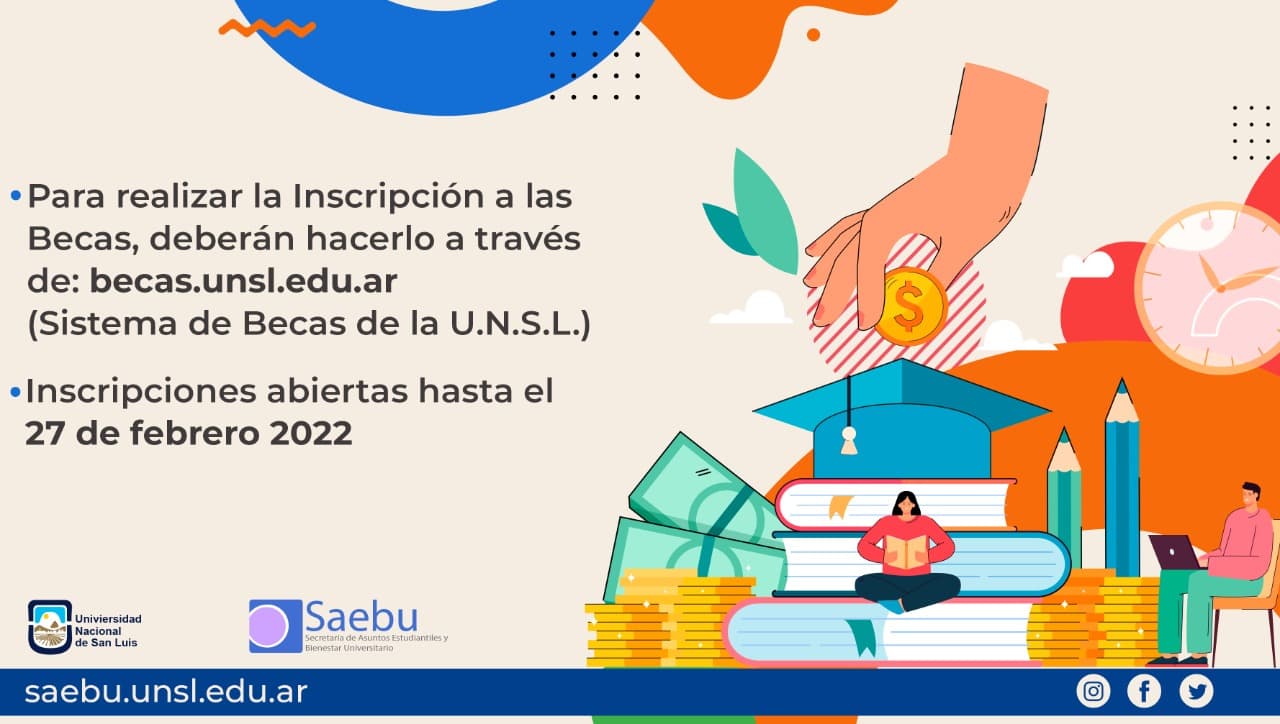 •Para realizar la Inscripción a las
Becas, deberán hacerlo a través
de: becas.unsl.edu.ar
(Sistema de Becas de la U.N.S.L.)
•Inscripciones abiertas hasta el
27 de febrero 2022
$
Universidad
Nacional
de San Luis
Saebu
Secretaría de Asuntos Estudiantiles y
Bienestar Universitario
saebu.unsl.edu.ar